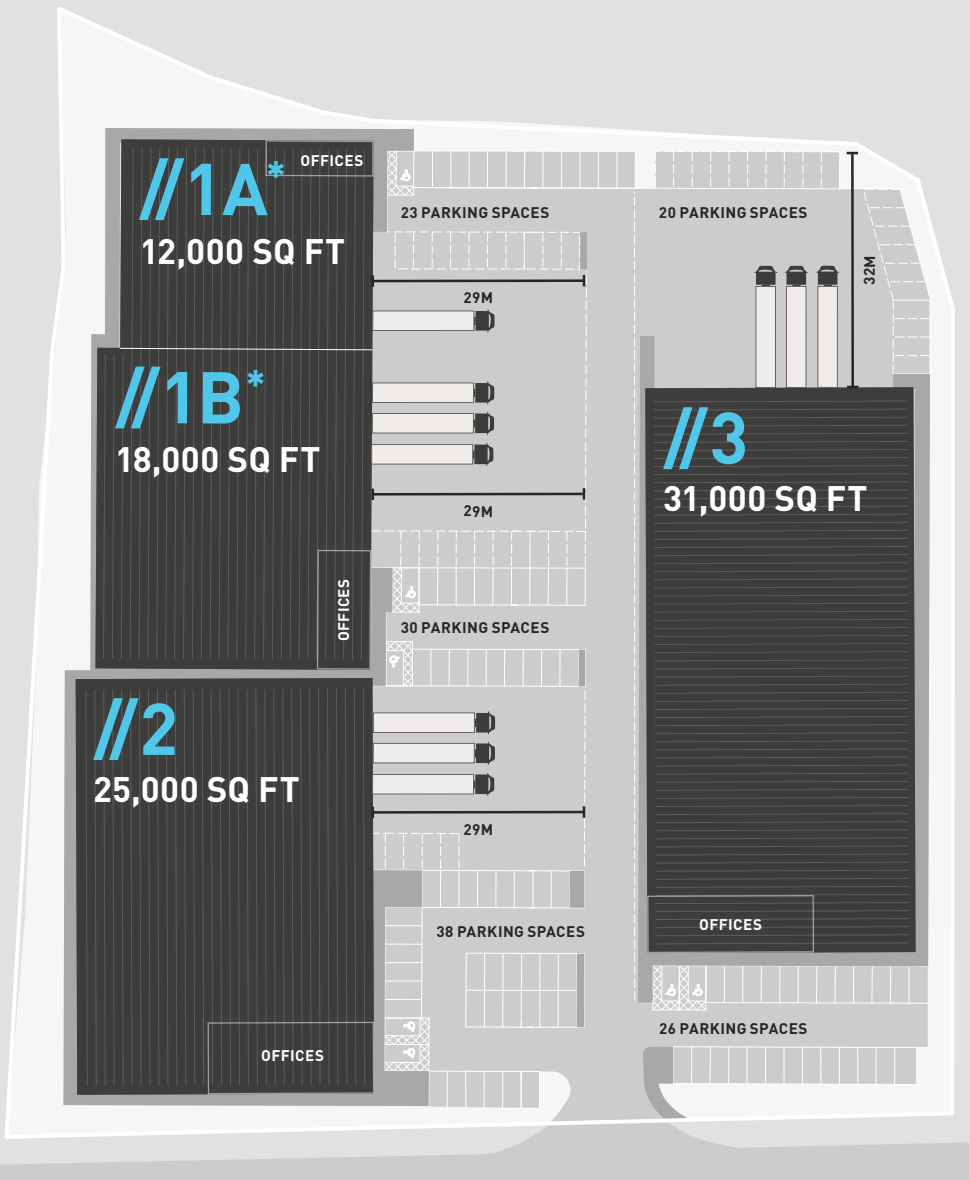 //1A*
OFFICES
12,000 SQ FT
23 PARKING SPACES
20 PARKING SPACES
29M
32M
//1B*
18,000 SQ FT
29M
OFFICES
30 PARKING SPACES
//3
31,000 SQ FT
//2
25,000 SQ FT
29M
38 PARKING SPACES
OFFICES
OFFICES
26 PARKING SPACES